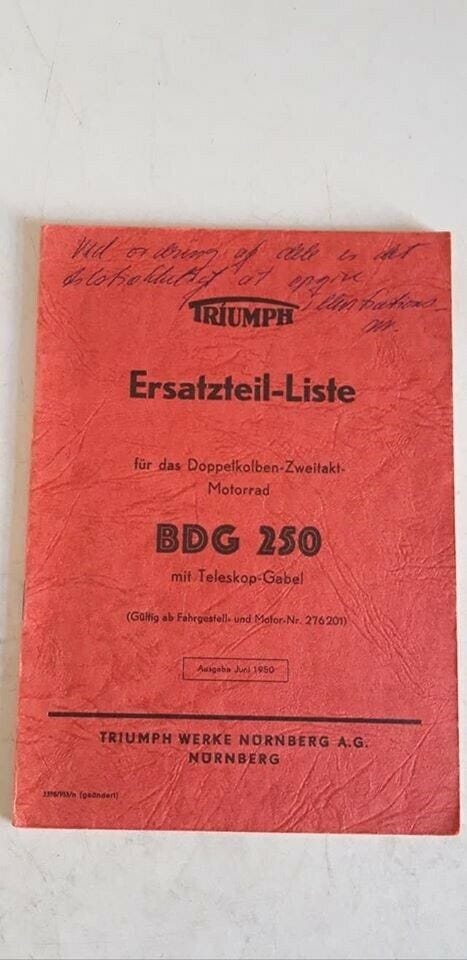 Ved ordering af dele er det
at opgive
illustrations-
nr.
TRIUMPH
Ersatzteil-Liste
für das Doppelkolben-Zweitakt-
Motorrad
BDG 250
mit Teleskop-Gabel
(Gültig ab Fahrgestell- und Motor-Nr. 276201)
Ausgabe Juni 1950
TRIUMPH WERKE NÜRNBERG A.G.
NÜRNBERG
(geändert)